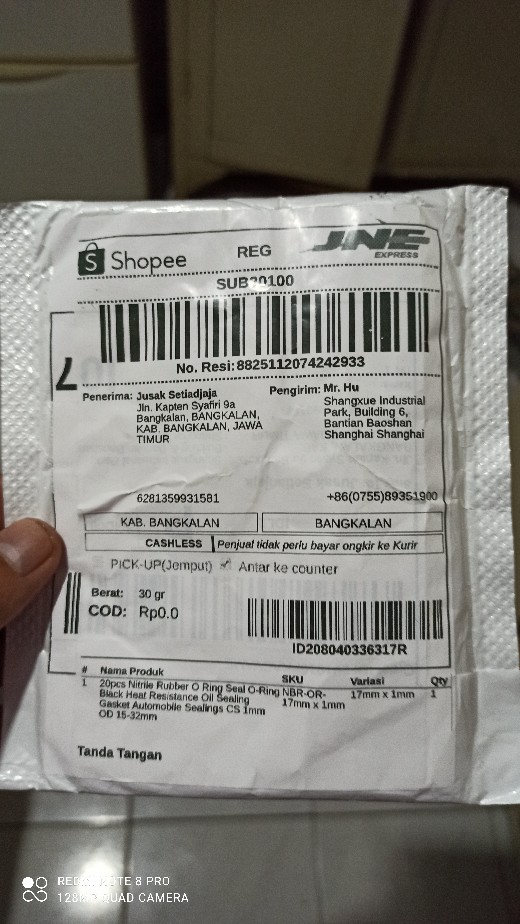 Shopee
REG
JNE
EXPRESS
SUB20100
No. Resi: 8825112074242933
7
Penerima: Jusak Setiadjaja
Jln. Kapten Syafiri 9a
Bangkalan, BANGKALAN,
KAB. BANGKALAN, JAWA
TIMUR
Pengirim: Mr. Hu
Shangxue Industrial
Park, Building 6,
Bantian Baoshan
Shanghai Shanghai
6281359931581
+86(0755)89351900
KAB. BANGKALAN
BANGKALAN
CASHLESS
Penjual tidak perlu bayar ongkir ke Kurir
PICK-UP(Jemput) ✓ Antar ke counter
Berat: 30 gr
COD: Rp0.0
ID208040336317R
# Nama Produk SKU Variasi Qty
1 20pcs Nitrile Rubber O Ring Seal O-Ring NBR-OR- 17mm x 1mm 1
Black Heat Resistance Oil Sealing 17mm x 1mm
Gasket Automobile Sealings CS 1mm
OD 15-32mm
Tanda Tangan
REDMI NOTE 8 PRO
128MP QUAD CAMERA